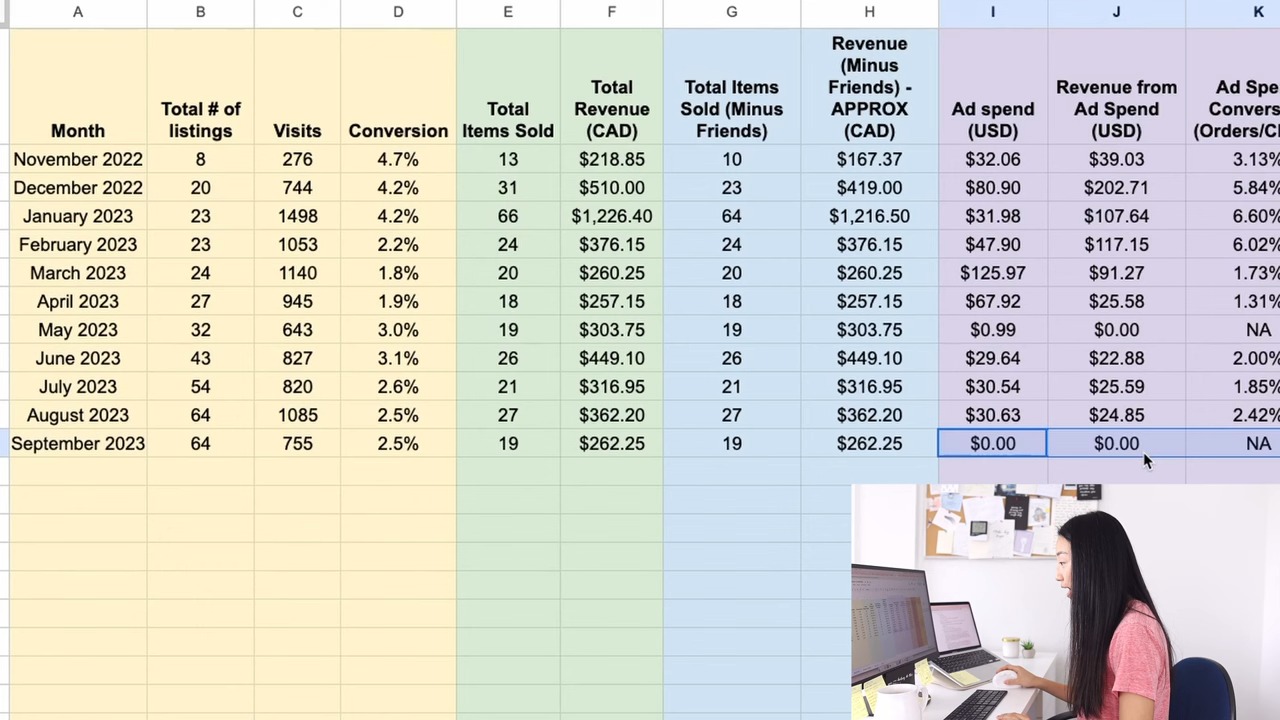 A B C D E F G H I J K
Month Total # of listings Visits Conversion Total Items Sold Total Revenue (CAD) Total Items Sold (Minus Friends) Revenue (Minus Friends) - APPROX (CAD) Ad spend (USD) Revenue from Ad Spend (USD) Ad
November 2022 8 276 4.7% 13 $218.85 10 $167.37 $32.06 $39.03 3.13%
December 2022 20 744 4.2% 31 $510.00 23 $419.00 $80.90 $202.71 5.84%
January 2023 23 1498 4.2% 66 $1,226.40 64 $1,216.50 $31.98 $107.64 6.60%
February 2023 23 1053 2.2% 24 $376.15 24 $376.15 $47.90 $117.15 6.02%
March 2023 24 1140 1.8% 20 $260.25 20 $260.25 $125.97 $91.27 1.73%
April 2023 27 945 1.9% 18 $257.15 18 $257.15 $67.92 $25.58 1.31%
May 2023 32 643 3.0% 19 $303.75 19 $303.75 $0.99 $0.00 NA
June 2023 43 827 3.1% 26 $449.10 26 $449.10 $29.64 $22.88 2.00%
July 2023 54 820 2.6% 21 $316.95 21 $316.95 $30.54 $25.59 1.85%
August 2023 64 1085 2.5% 27 $362.20 27 $362.20 $30.63 $24.85 2.42%
September 2023 64 755 2.5% 19 $262.25 19 $262.25 $0.00 $0.00 NA